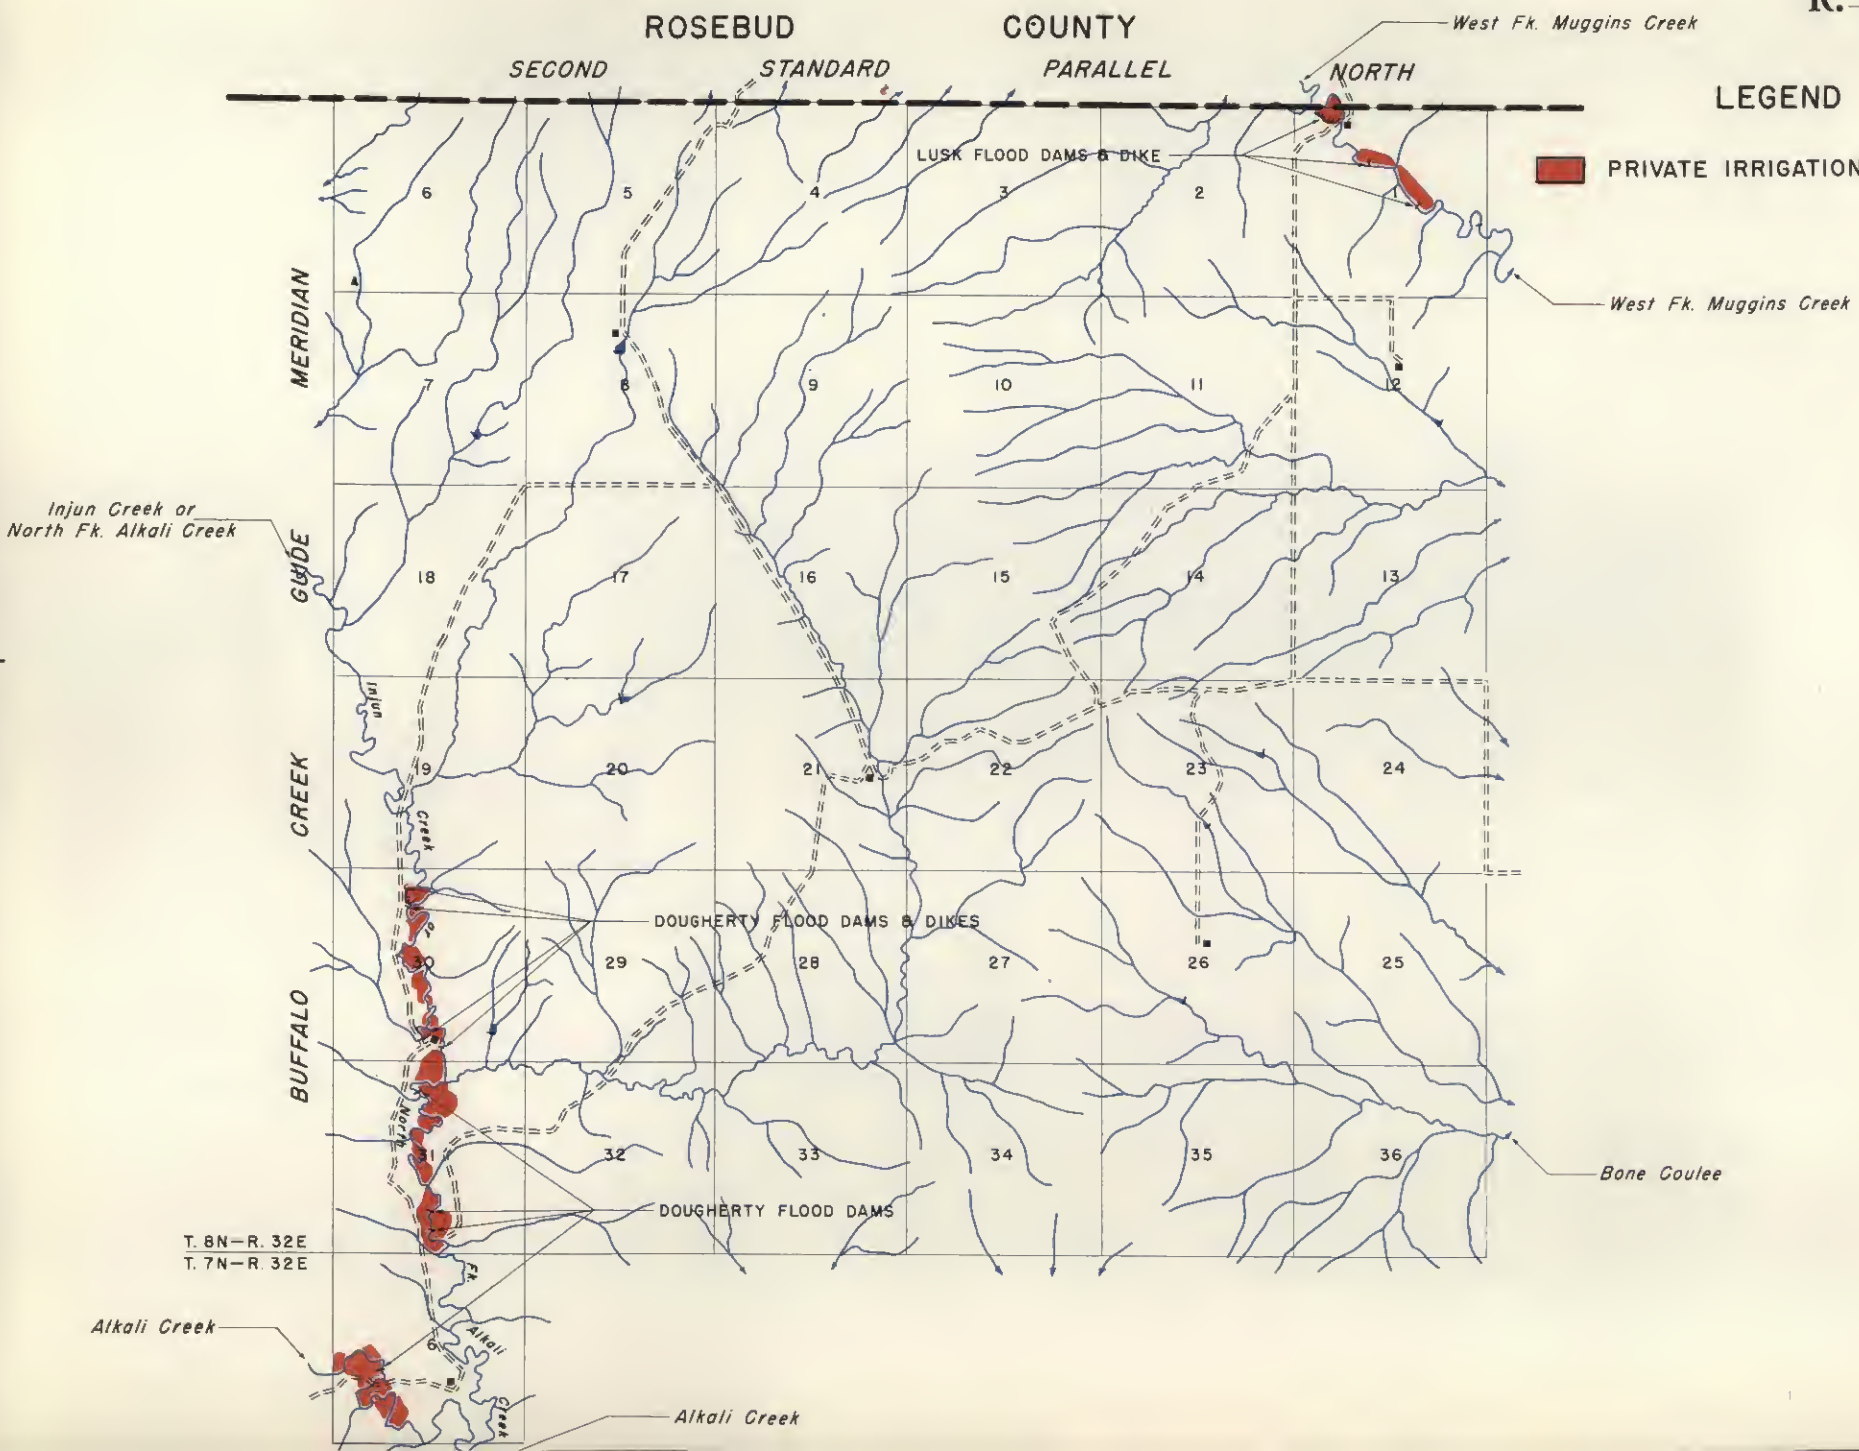 R.
ROSEBUD COUNTY
West Fk. Muggins Creek
SECOND STANDARD PARALLEL NORTH
LEGEND
PRIVATE IRRIGATION
LUSK FLOOD DAMS & DIKE
6 5 4 3 2 1
MERIDIAN
West Fk. Muggins Creek
7 8 9 10 11 12
Injun Creek or
North Fk. Alkali Creek
GUIDE
18 17 16 15 14 13
Injun
CREEK
19 20 21 22 23 24
Creek
or
DOUGHERTY FLOOD DAMS & DIKES
30 29 28 27 26 25
BUFFALO
North
31 32 33 34 35 36
Bone Coulee
DOUGHERTY FLOOD DAMS
T. 8N-R. 32E
T. 7N-R. 32E
Fk.
Alkali Creek
6
Alkali
Creek
Alkali Creek